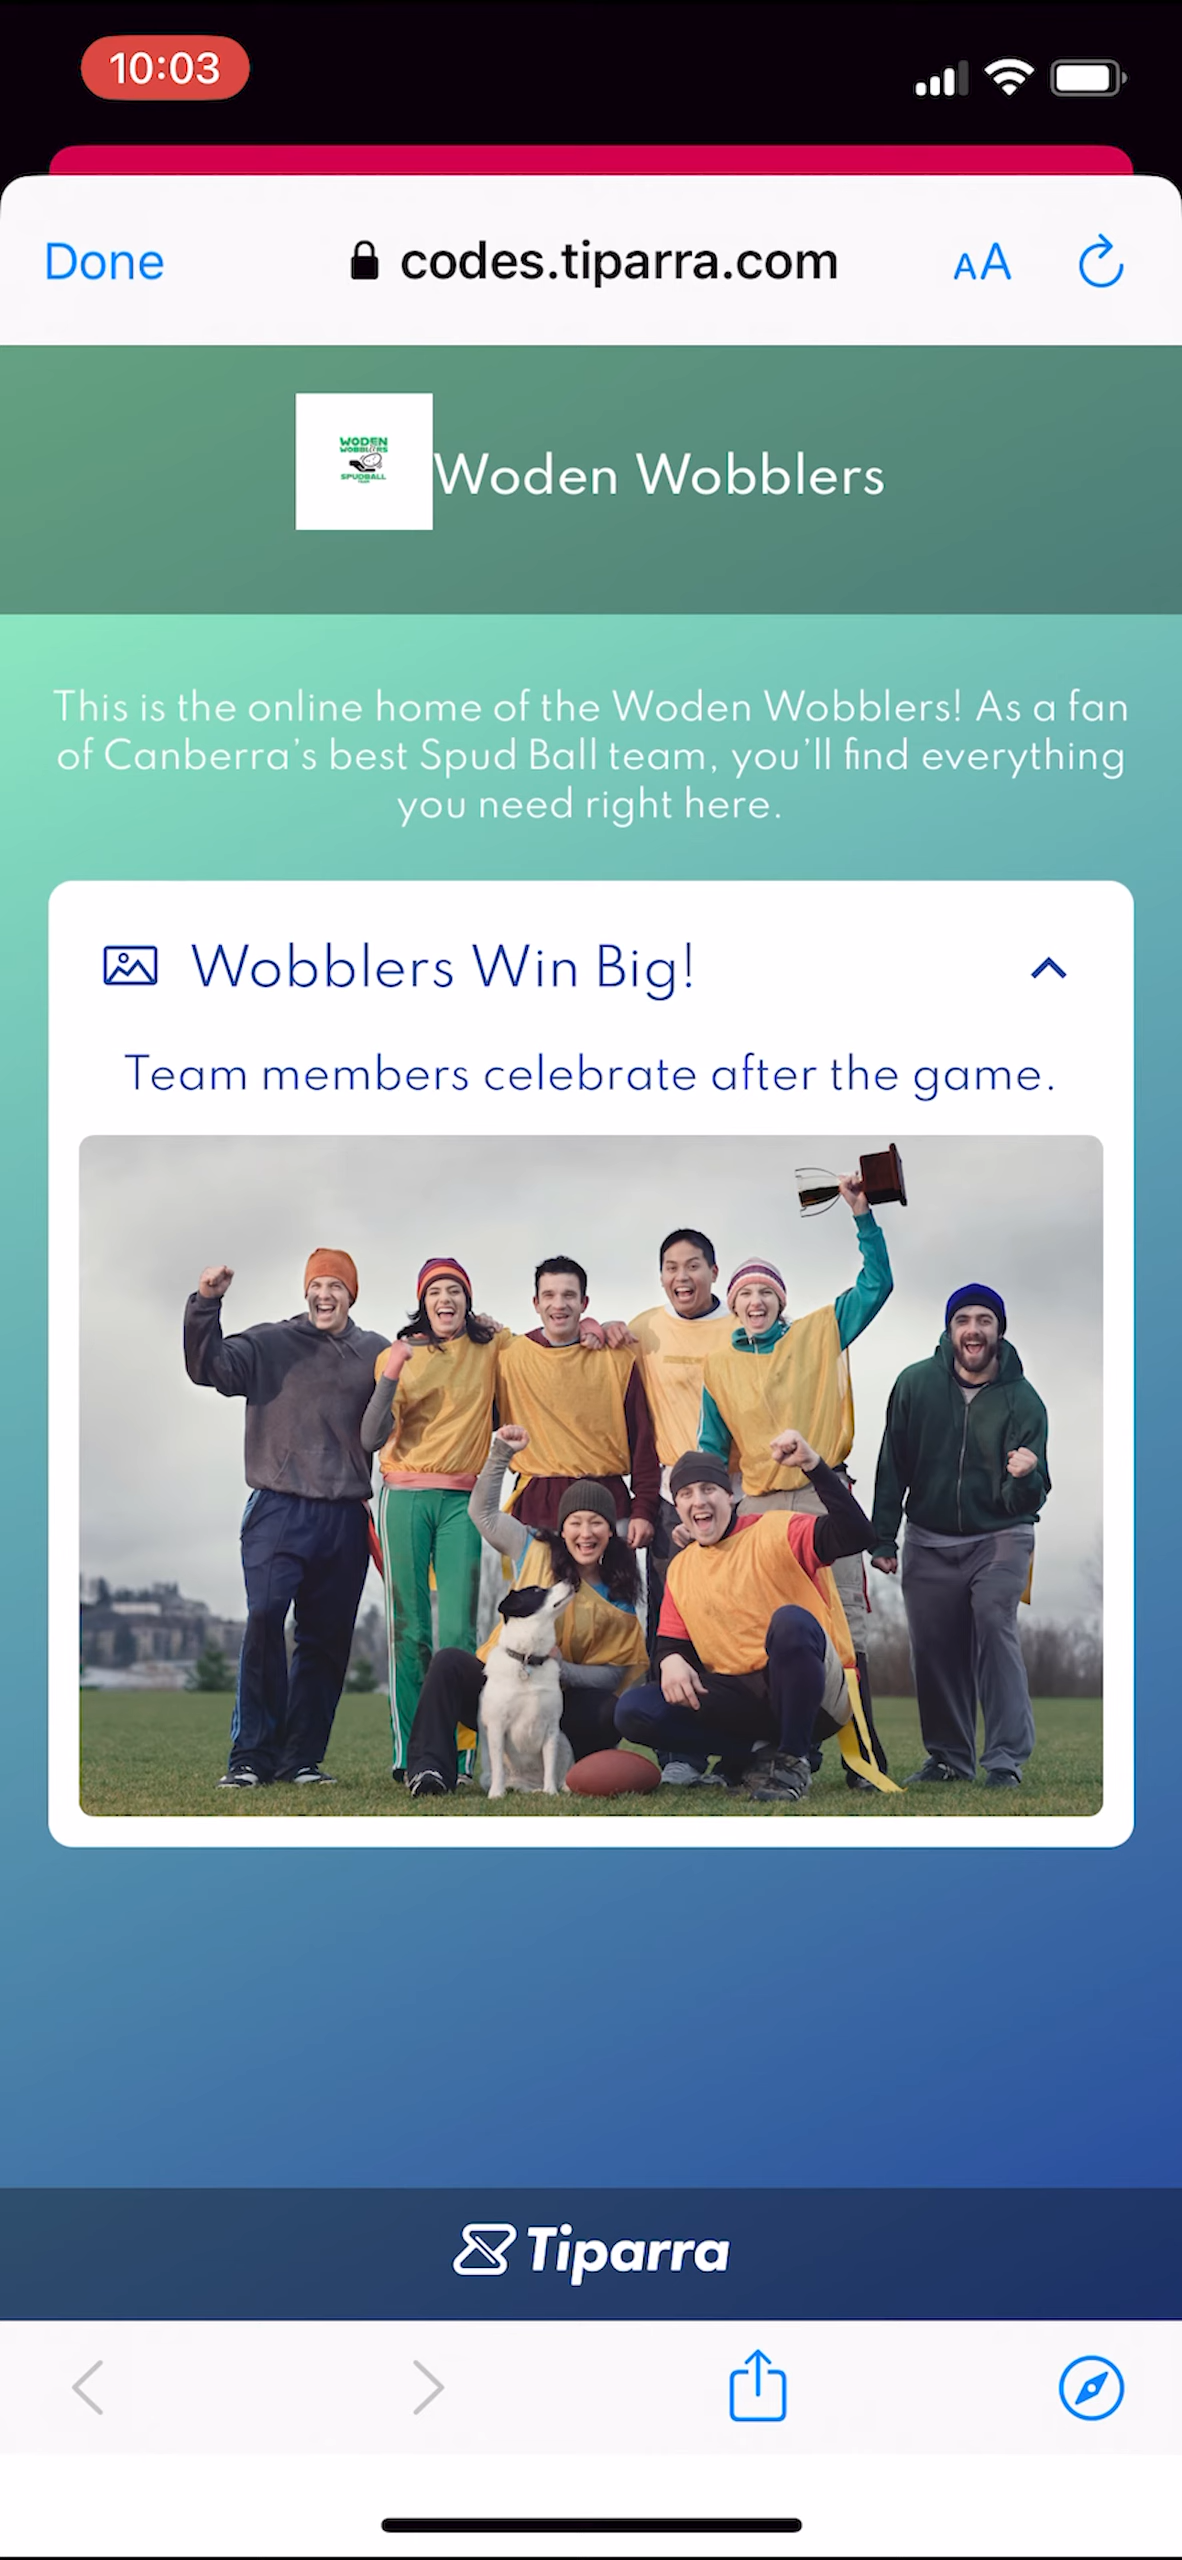 10:03
Done
codes.tiparra.com
AA
WODEN
WOBBLERS
SPUDBALL
Woden Wobblers
This is the online home of the Woden Wobblers! As a fan
of Canberra’s best Spud Ball team, you’ll find everything
you need right here.
Wobblers Win Big!
Team members celebrate after the game.
Tiparra